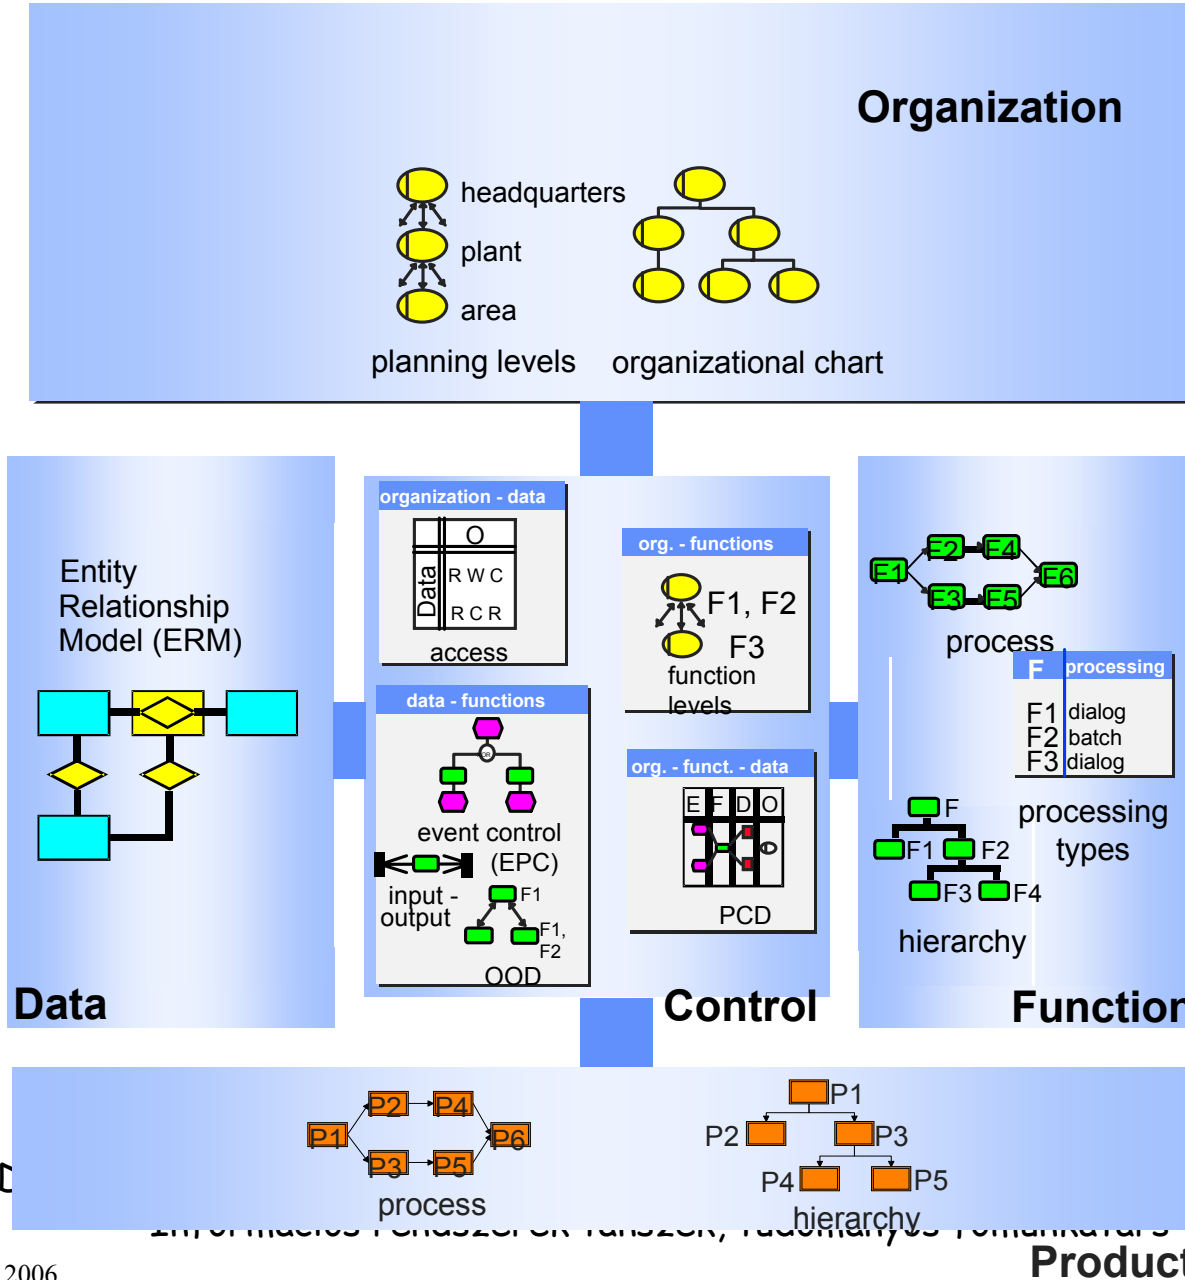 Organization
headquarters
plant
area
planning levels
organizational chart
Entity
Relationship
Model (ERM)
Data
organization - data
O
Data
R W C
R C R
access
data - functions
OR
event control
(EPC)
input -
output
F1
F1,
F2
OOD
org. - functions
F1, F2
F3
function
levels
org. - funct. - data
E F D O
PCD
Control
F1
F2
F4
F3
F5
F6
process
F processing
F1 dialog
F2 batch
F3 dialog
processing
types
F
F1
F2
F3
F4
hierarchy
Function
P1
P2
P4
P3
P5
P6
process
P1
P2
P3
P4
P5
hierarchy
Product
2006